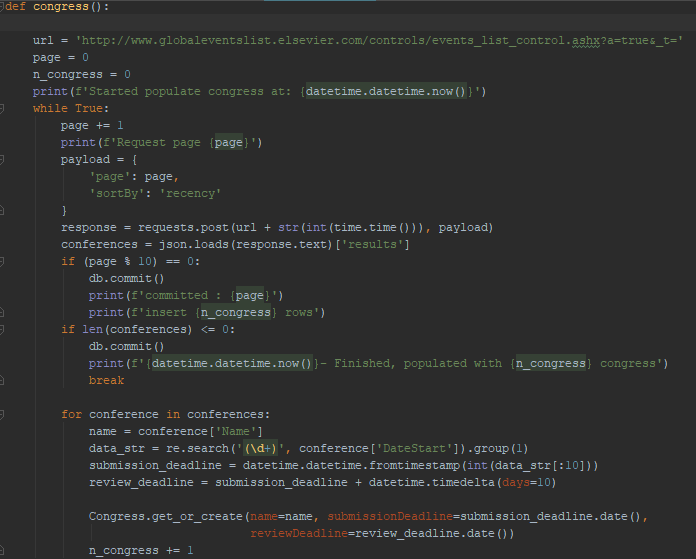 def congress():
url = 'http://www.globaleventslist.elsevier.com/controls/events_list_control.ashx?a=true&_t='
page = 0
n_congress = 0
print(f'Started populate congress at: {datetime.datetime.now()}')
while True:
page += 1
print(f'Request page {page}')
payload = {
'page': page,
'sortBy': 'recency'
}
response = requests.post(url + str(int(time.time())), payload)
conferences = json.loads(response.text)['results']
if (page % 10) == 0:
db.commit()
print(f'committed : {page}')
print(f'insert {n_congress} rows')
if len(conferences) <= 0:
db.commit()
print(f'{datetime.datetime.now()}- Finished, populated with {n_congress} congress')
break
for conference in conferences:
name = conference['Name']
data_str = re.search('(\d+)', conference['DateStart']).group(1)
submission_deadline = datetime.datetime.fromtimestamp(int(data_str[:10]))
review_deadline = submission_deadline + datetime.timedelta(days=10)
Congress.get_or_create(name=name, submissionDeadline=submission_deadline.date(),
reviewDeadline=review_deadline.date())
n_congress += 1